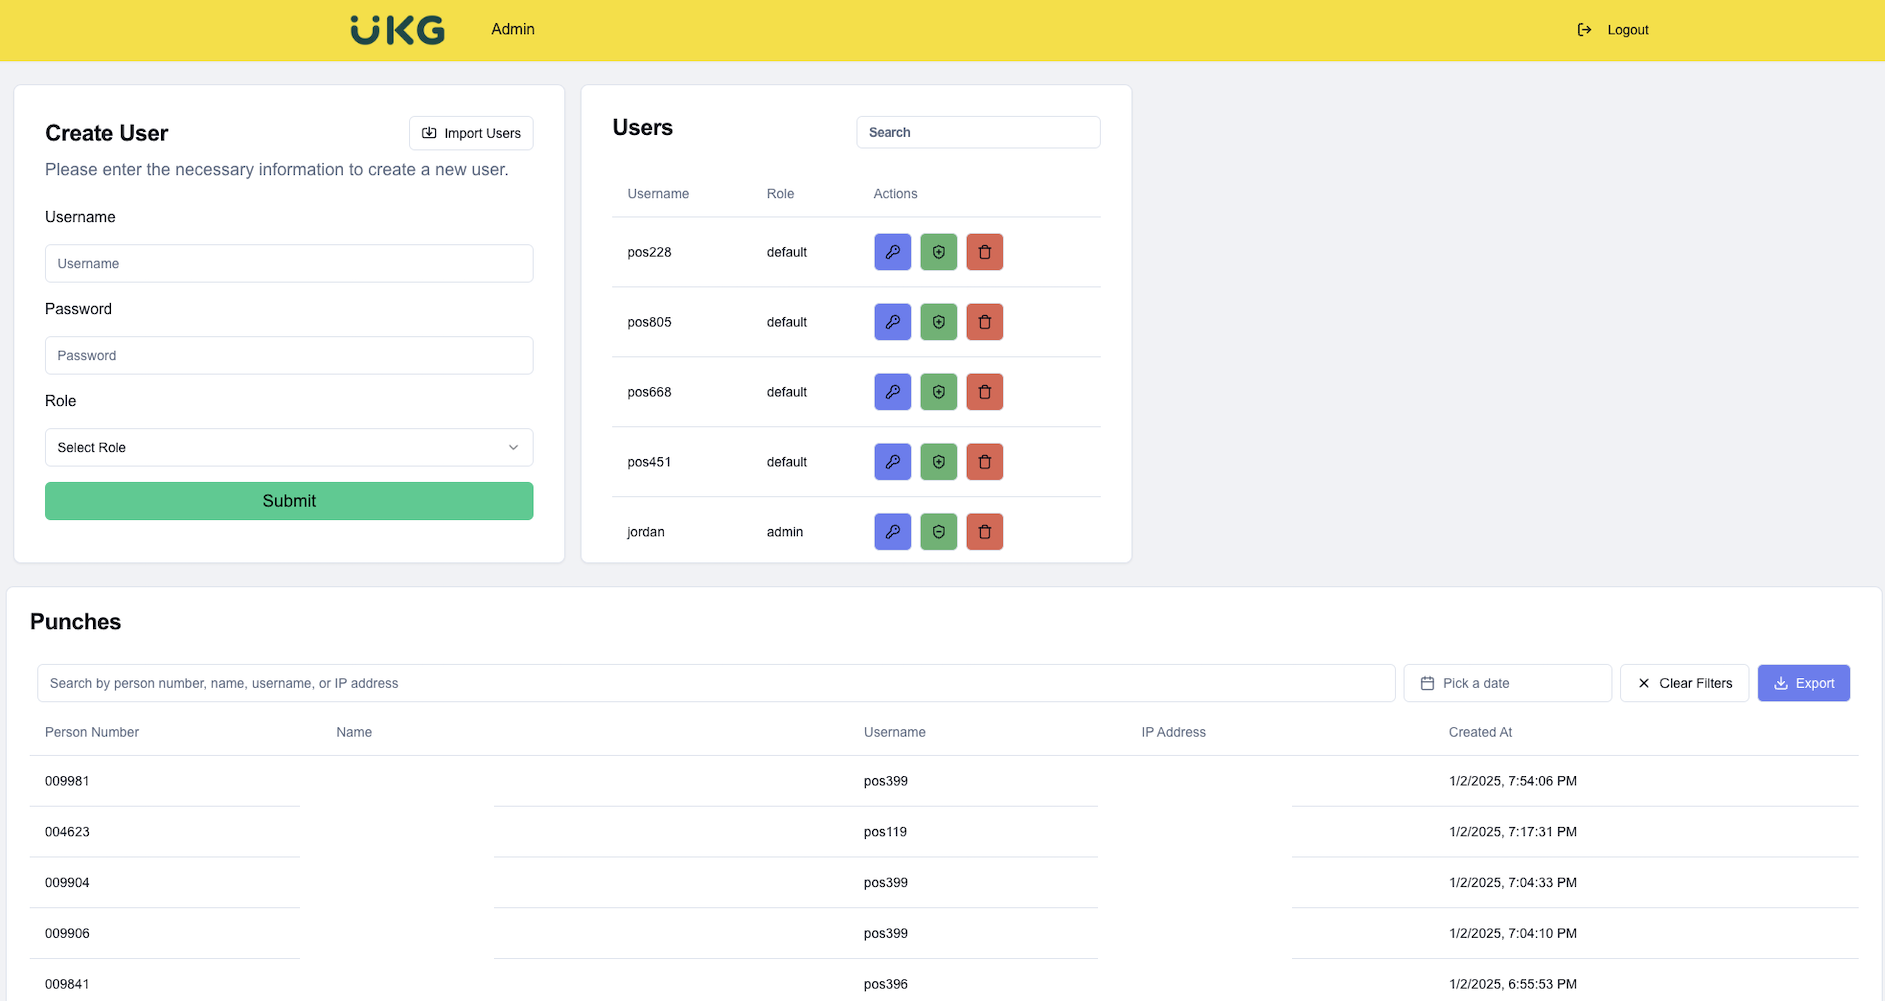 UKG Admin Logout
Create User
Import Users
Please enter the necessary information to create a new user.
Username
Username
Password
Password
Role
Select Role
Submit
Users
Search
Username Role Actions
pos228 default
pos805 default
pos668 default
pos451 default
jordan admin
Punches
Search by person number, name, username, or IP address Pick a date Clear Filters Export
Person Number Name Username IP Address Created At
009981 pos399 1/2/2025, 7:54:06 PM
004623 pos119 1/2/2025, 7:17:31 PM
009904 pos399 1/2/2025, 7:04:33 PM
009906 pos399 1/2/2025, 7:04:10 PM
009841 pos396 1/2/2025, 6:55:53 PM